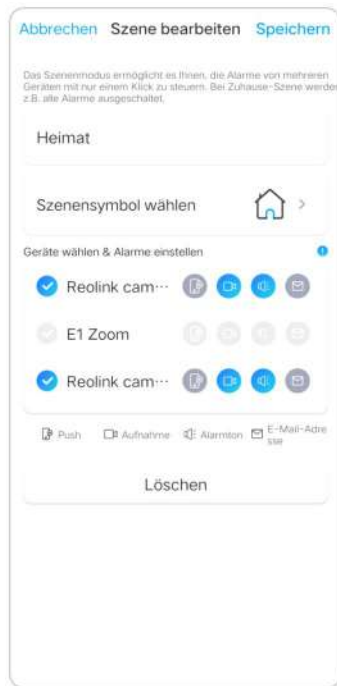 Abbrechen Szene bearbeiten Speichern
Das Szenenmodus ermöglicht es Ihnen, die Alarme von mehreren
Geräten mit nur einem Klick zu steuern. Bei Zuhause-Szene werden
z.B. alle Alarme ausgeschaltet.
Heimat
Szenensymbol wählen
Geräte wählen & Alarme einstellen
Reolink cam···
E1 Zoom
Reolink cam···
Push Aufnahme Alarmton E-Mail-Adre
sse
Löschen